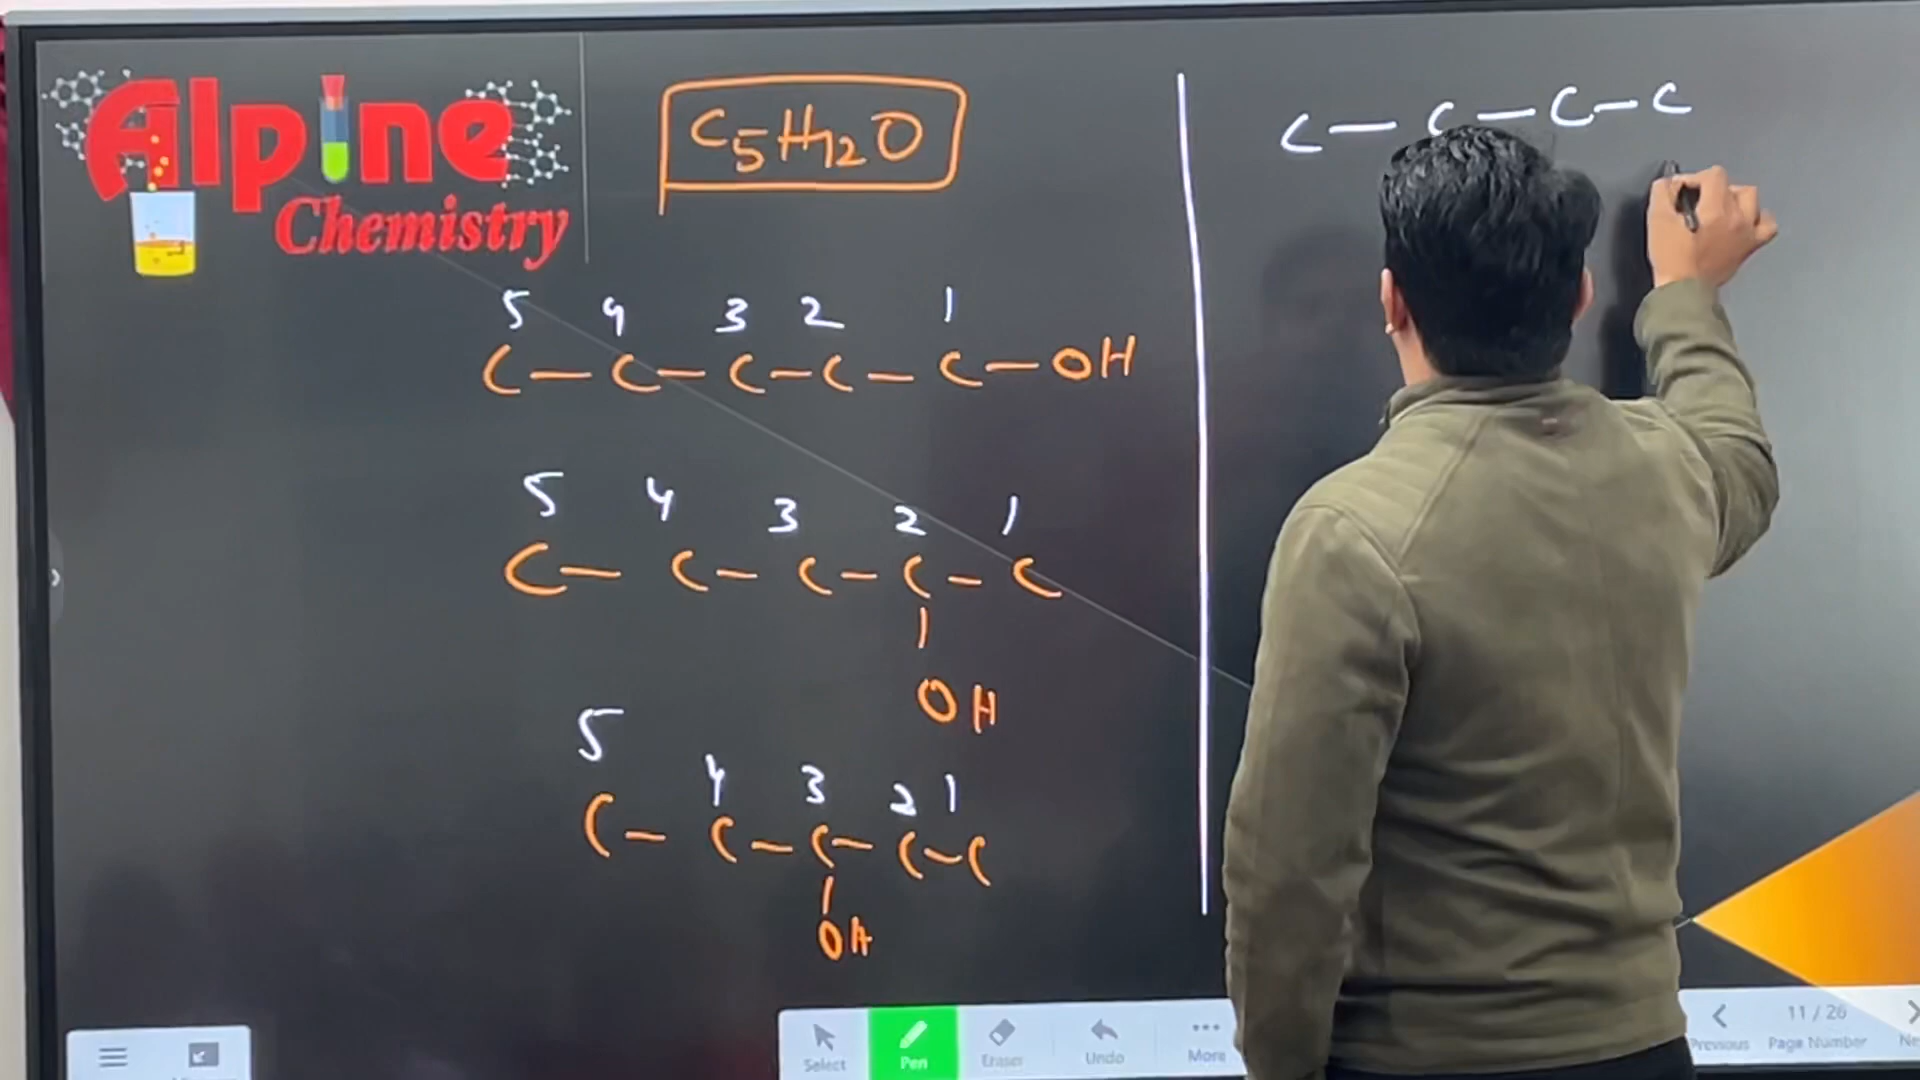 Alpine
Chemistry
C5H12O
5 4 3 2 1
C — C — C — C — C — OH
5 4 3 2 1
C — C — C — C — C
|
OH
5 4 3 2 1
C — C — C — C — C
|
OH
C — C — C — C
Select
Pen
Eraser
Undo
More
Previous
11 / 26
Page Number